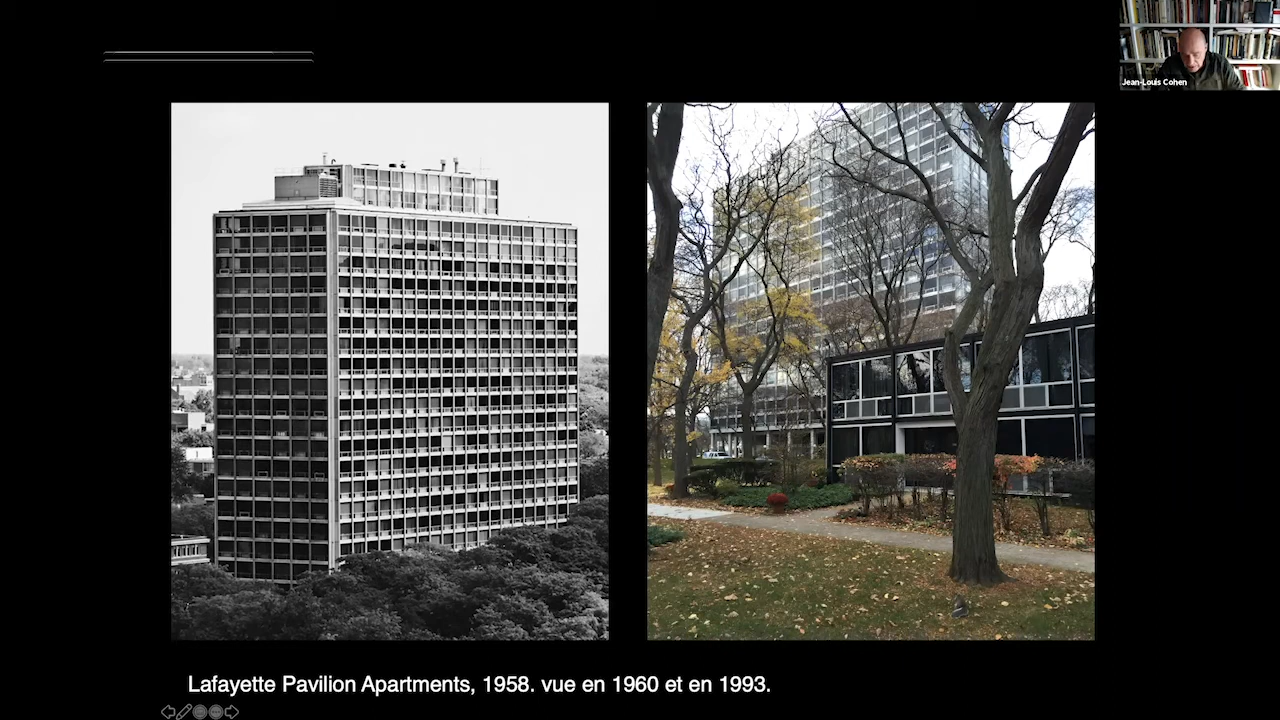 Jean-Louis Cohen
Lafayette Pavilion Apartments, 1958. vue en 1960 et en 1993.